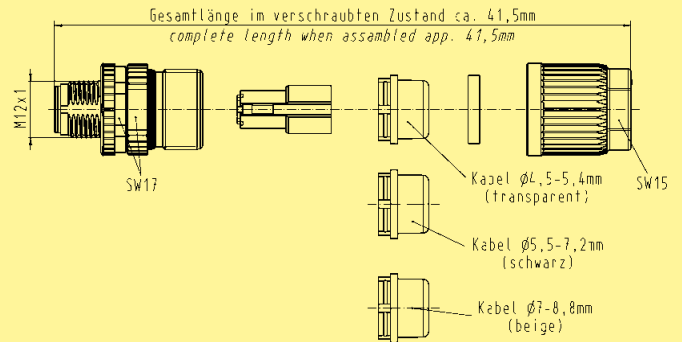 Gesamtlänge im verschraubten Zustand ca. 41,5mm
complete length when assambled app. 41,5mm
M12x1
SW17
SW15
Kabel Ø4,5-5,4mm
(transparent)
Kabel Ø5,5-7,2mm
(schwarz)
Kabel Ø7-8,8mm
(beige)